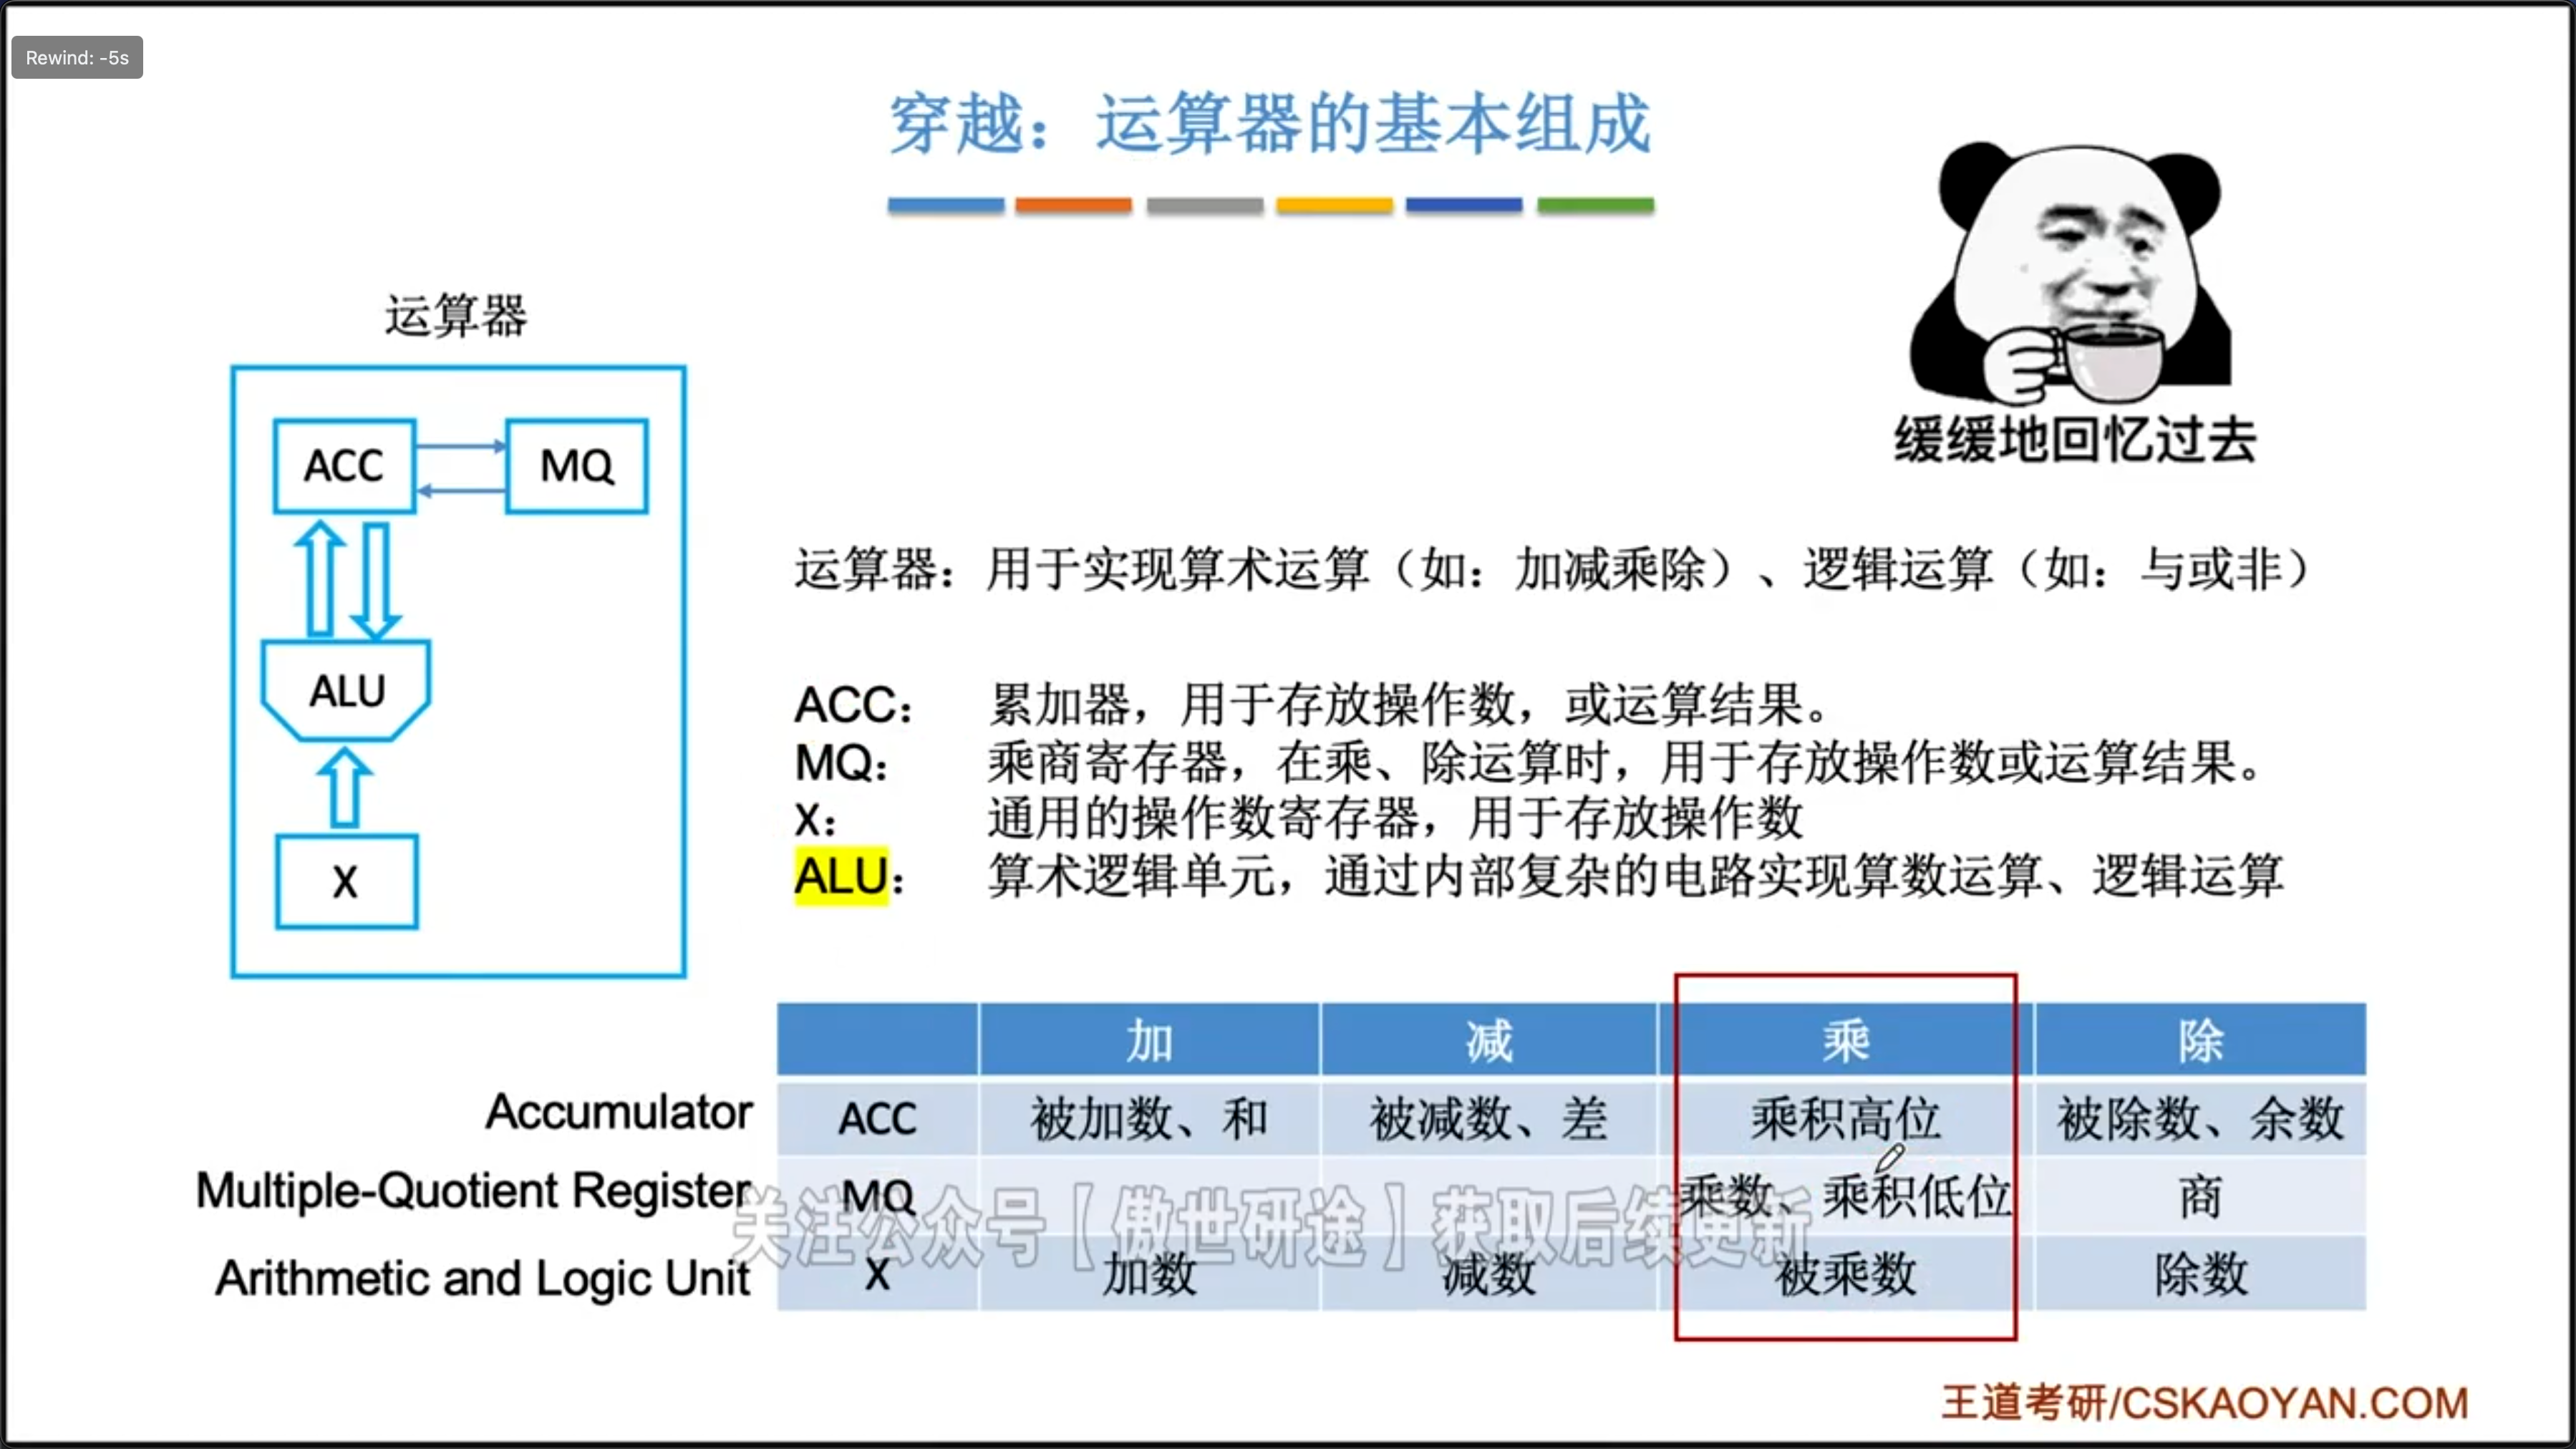 Rewind: -5s
穿越：运算器的基本组成
缓缓地回忆过去
运算器
ACC
MQ
ALU
X
运算器：用于实现算术运算（如：加减乘除）、逻辑运算（如：与或非）
ACC： 累加器，用于存放操作数，或运算结果。
MQ： 乘商寄存器，在乘、除运算时，用于存放操作数或运算结果。
X： 通用的操作数寄存器，用于存放操作数
ALU： 算术逻辑单元，通过内部复杂的电路实现算数运算、逻辑运算
加 减 乘 除
Accumulator ACC 被加数、和 被减数、差 乘积高位 被除数、余数
Multiple-Quotient Register MQ 乘数、乘积低位 商
关注公众号【傲世研途】获取后续更新
Arithmetic and Logic Unit X 加数 减数 被乘数 除数
王道考研/CSKAOYAN.COM